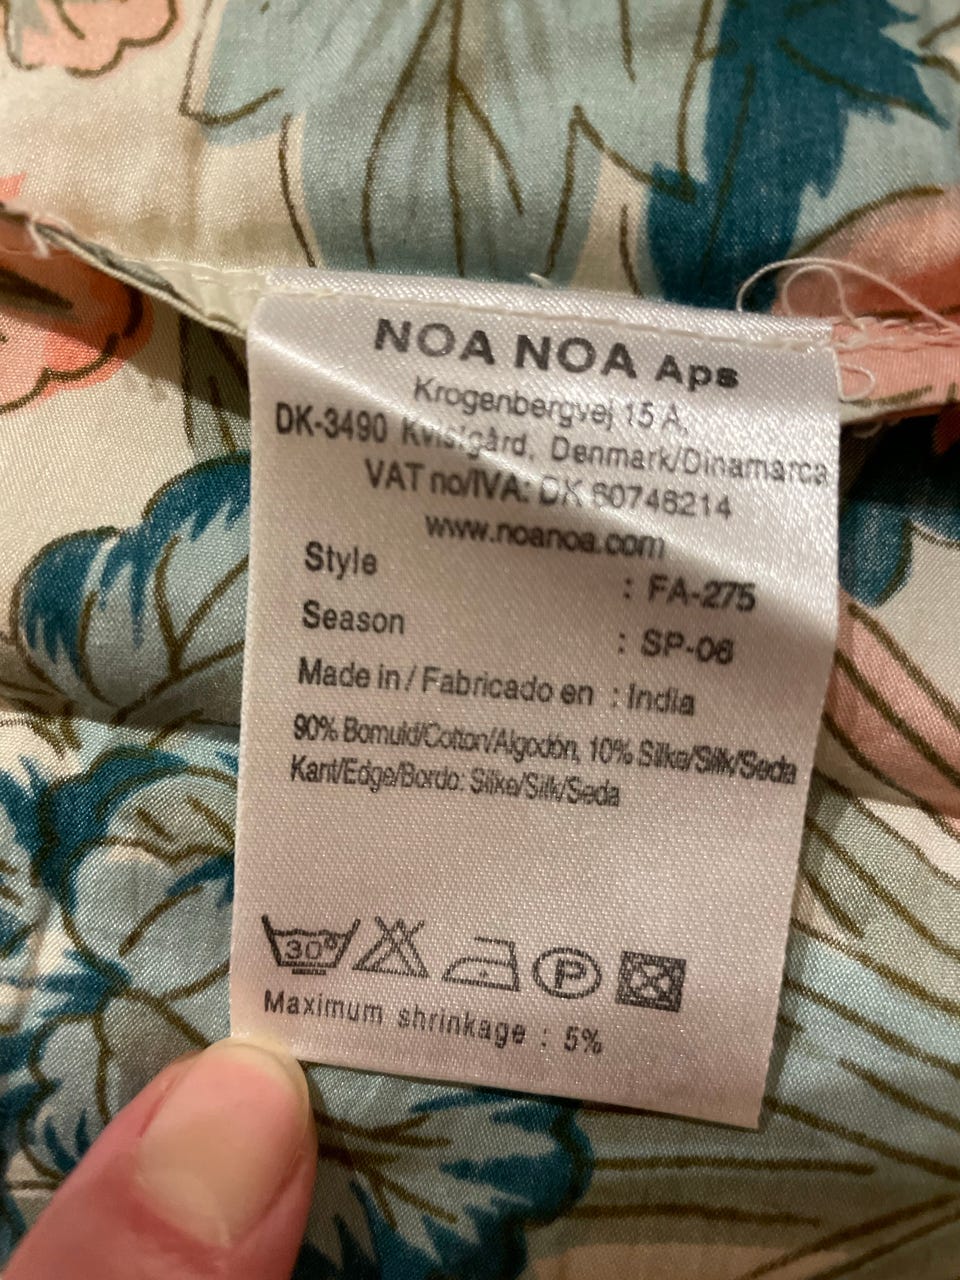 NOA NOA Aps
Krogenbergvej 15 A,
DK-3490 Kvistgård, Denmark/Dinamarca
VAT no/IVA: DK 60746214
www.noanoa.com
Style : FA-275
Season : SP-06
Made in / Fabricado en : India
90% Bomuld/Cotton/Algodón, 10% Silke/Silk/Seda
Kant/Edge/Bordo: Silke/Silk/Seda
30°
P
Maximum shrinkage : 5%